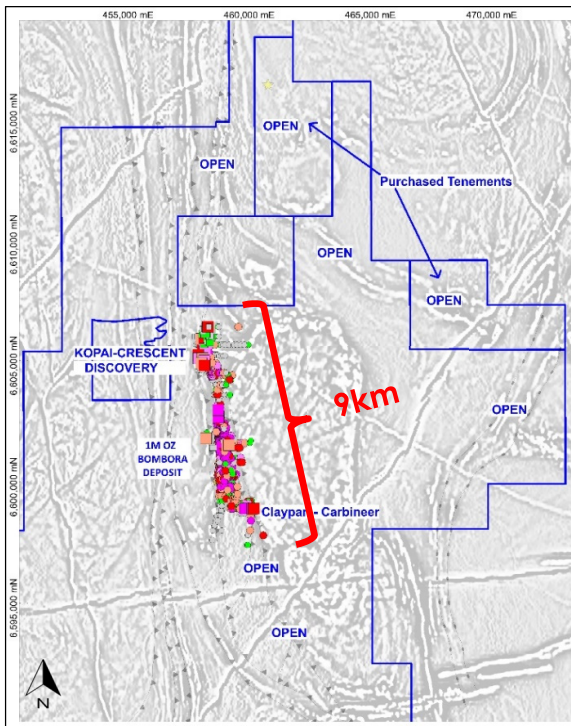 455,000 mE
460,000 mE
465,000 mE
470,000 mE
6,615,000 mN
6,610,000 mN
6,605,000 mN
6,600,000 mN
6,595,000 mN
OPEN
OPEN
Purchased Tenements
OPEN
OPEN
KOPAI-CRESCENT
DISCOVERY
9km
OPEN
1M OZ
BOMBORA
DEPOSIT
Claypan - Carbineer
OPEN
OPEN
N